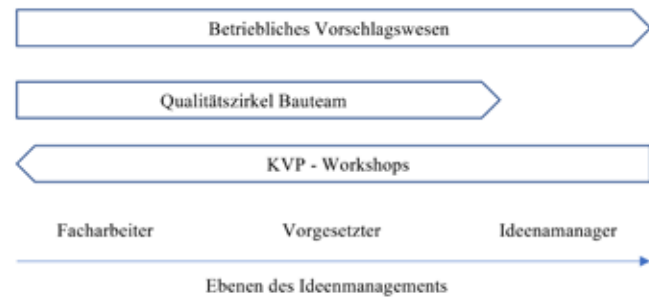 Betriebliches Vorschlagswesen
Qualitätszirkel Bauteam
KVP - Workshops
Facharbeiter Vorgesetzter Ideenamanager
Ebenen des Ideenmanagements